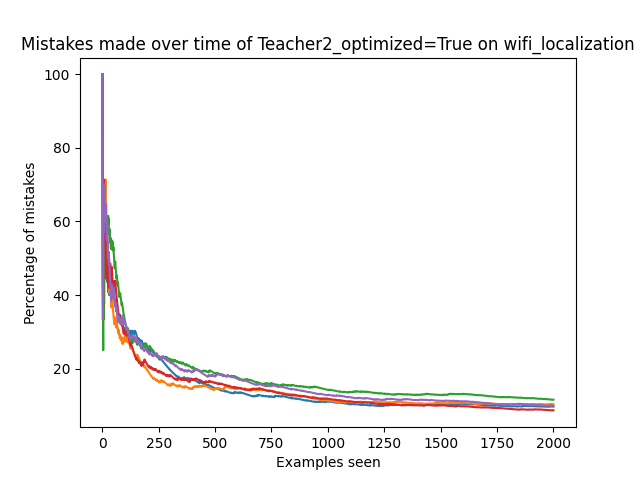 Mistakes made over time of Teacher2_optimized=True on wifi_localization
100
80
60
40
20
Percentage of mistakes
0 250 500 750 1000 1250 1500 1750 2000
Examples seen